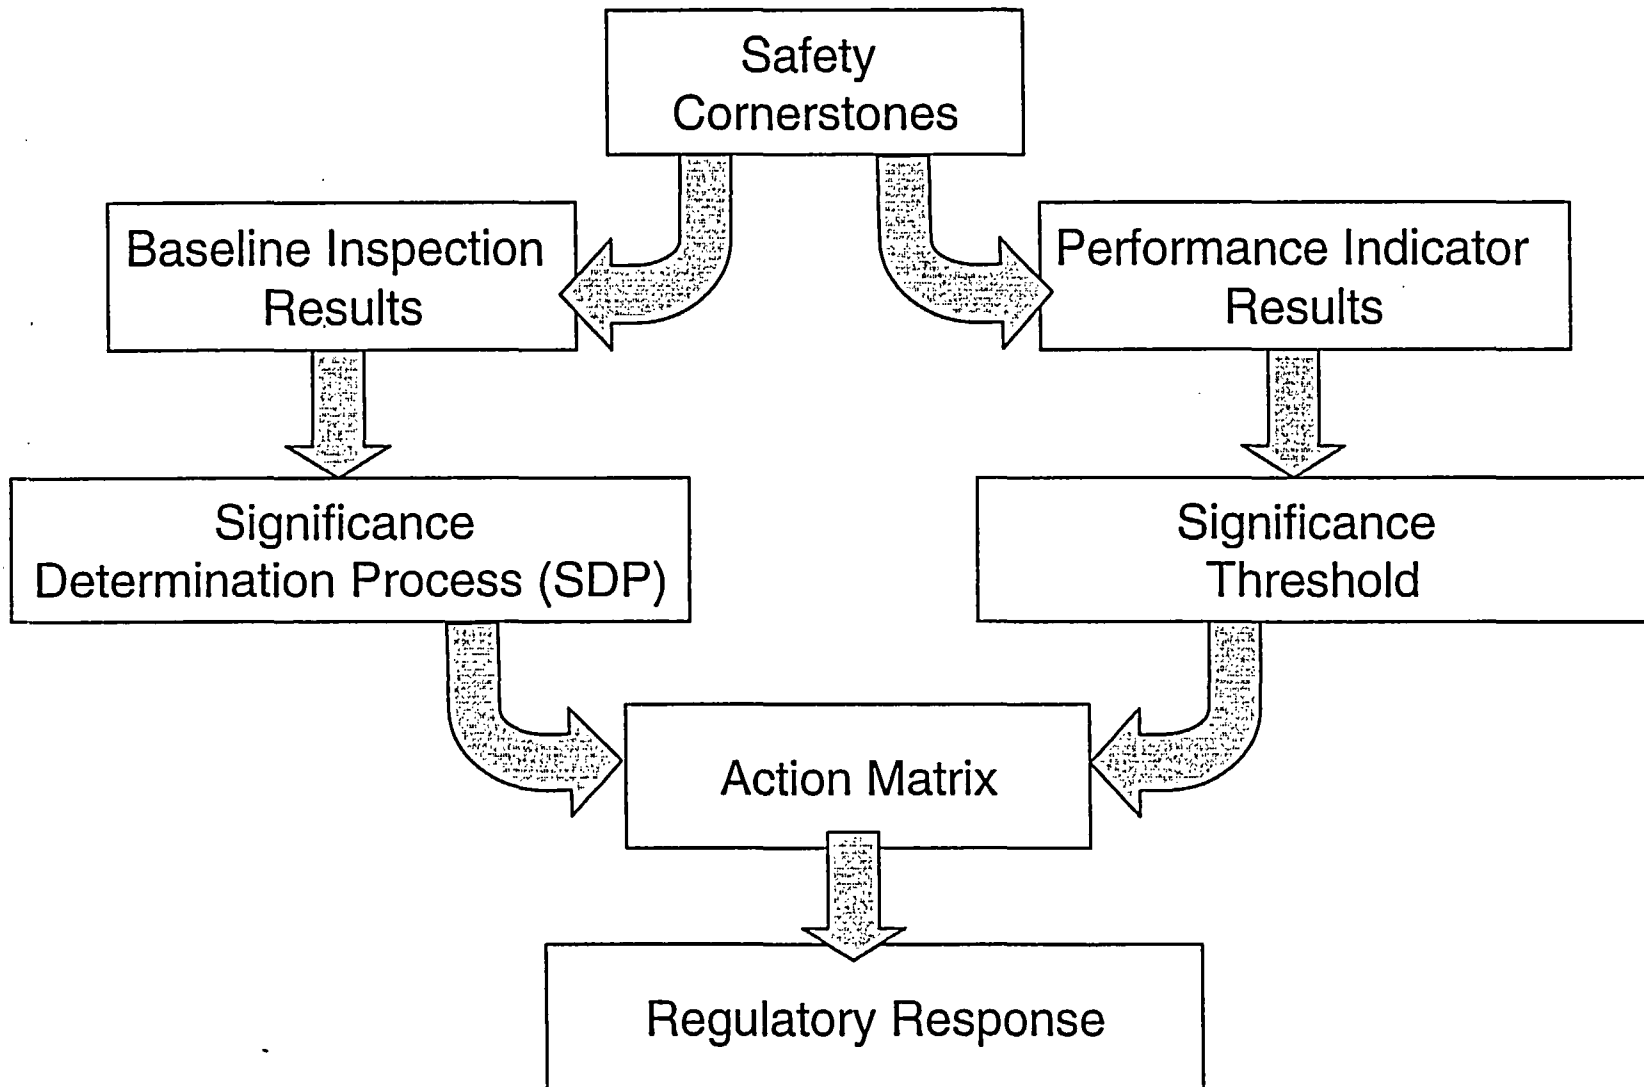 Safety
Cornerstones
Baseline Inspection
Results
Performance Indicator
Results
Significance
Determination Process (SDP)
Significance
Threshold
Action Matrix
Regulatory Response